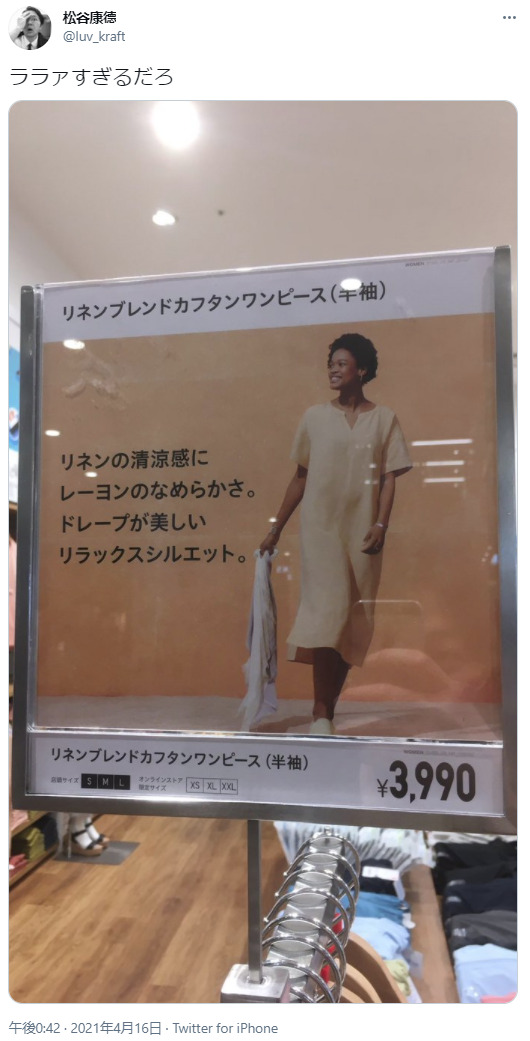 松谷康徳
@luv_kraft
ララァすぎるだろ
リネンブレンドカフタンワンピース(半袖)
リネンの清涼感に
レーヨンのなめらかさ。
ドレープが美しい
リラックスシルエット。
リネンブレンドカフタンワンピース(半袖)
店舗サイズ S M L オンラインストア限定サイズ XS XL XXL
¥3,990
午後0:42 · 2021年4月16日 · Twitter for iPhone